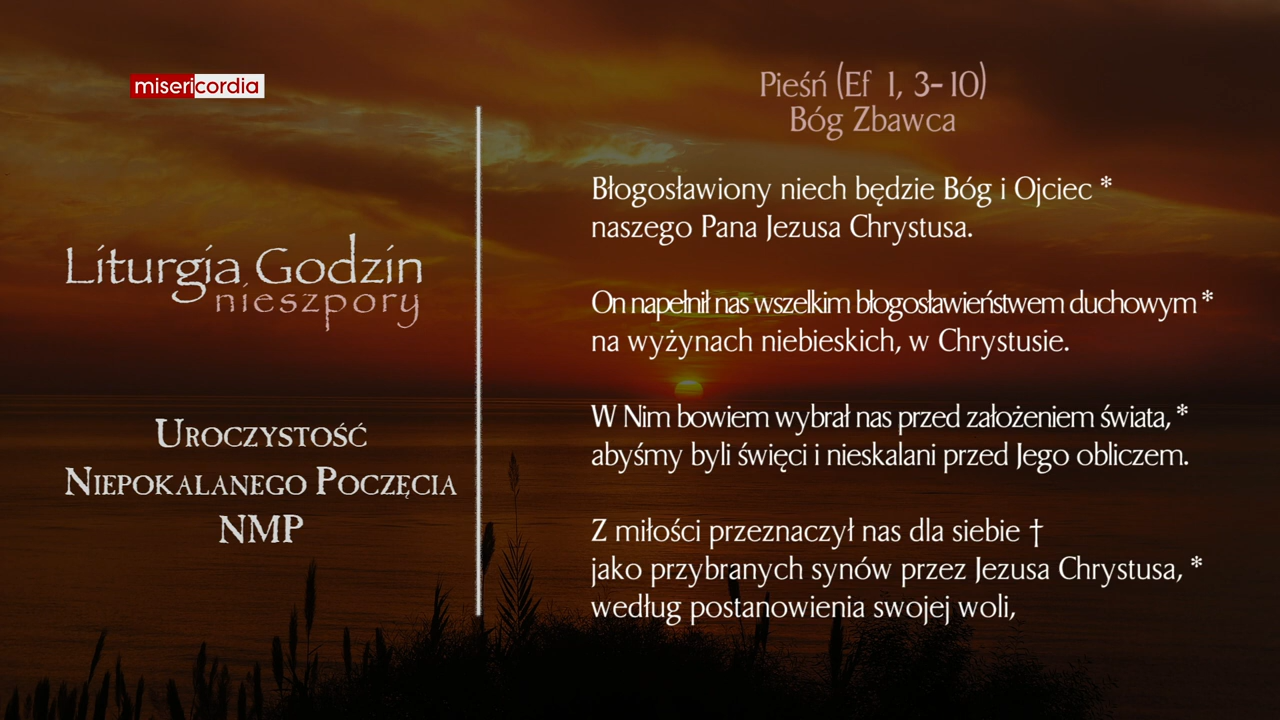 misericordia
Liturgia Godzin
nieszpory
Uroczystość
Niepokalanego Poczęcia
NMP
Pieśń (Ef 1, 3-10)
Bóg Zbawca
Błogosławiony niech będzie Bóg i Ojciec *
naszego Pana Jezusa Chrystusa.
On napełnił nas wszelkim błogosławieństwem duchowym *
na wyżynach niebieskich, w Chrystusie.
W Nim bowiem wybrał nas przed założeniem świata, *
abyśmy byli święci i nieskalani przed Jego obliczem.
Z miłości przeznaczył nas dla siebie †
jako przybranych synów przez Jezusa Chrystusa, *
według postanowienia swojej woli,